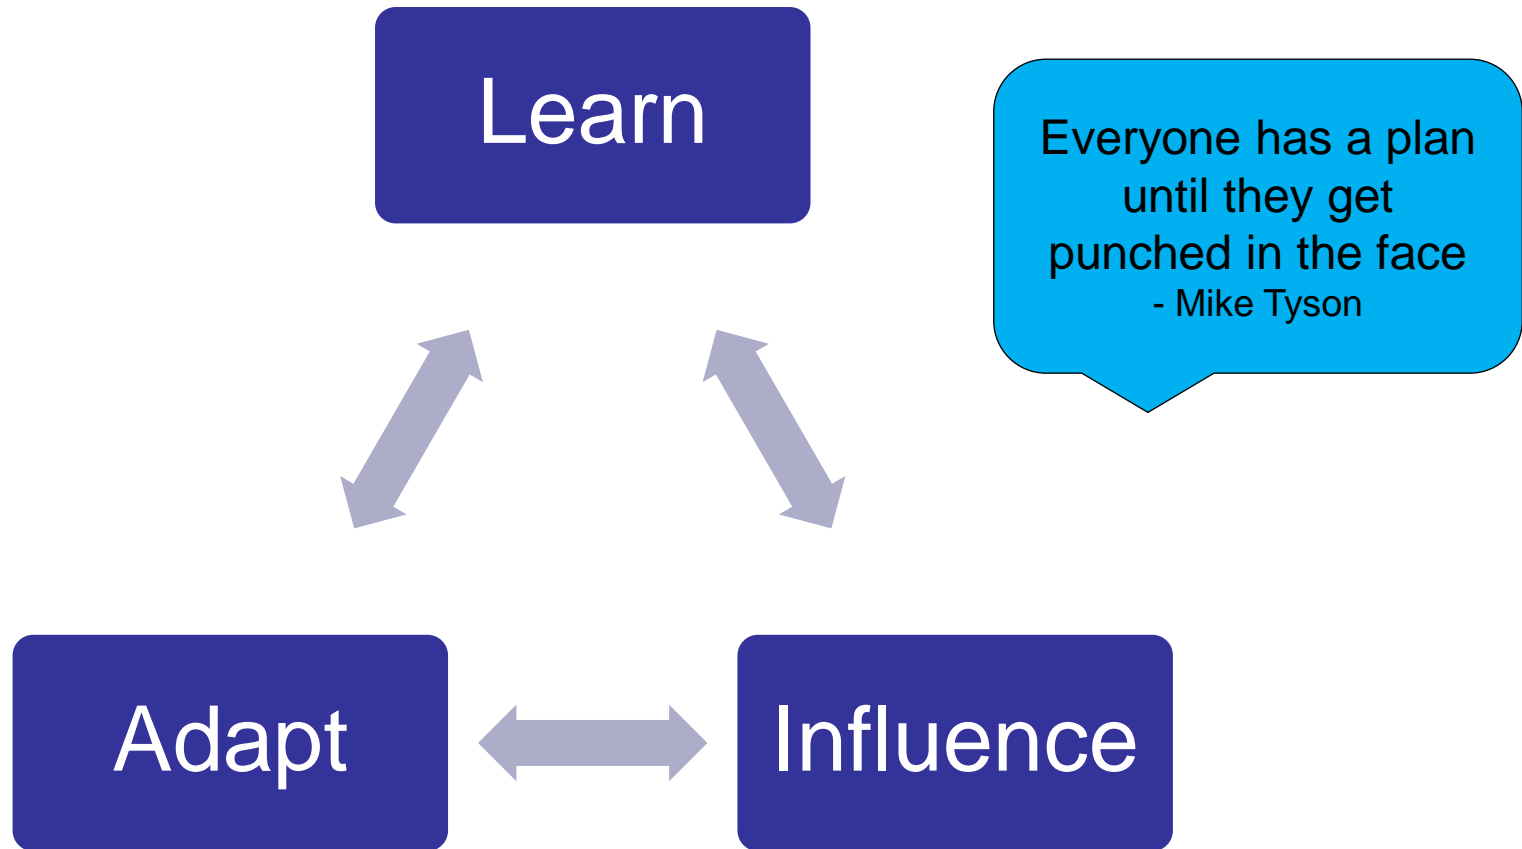 Learn
Everyone has a plan
until they get
punched in the face
- Mike Tyson
Adapt
Influence